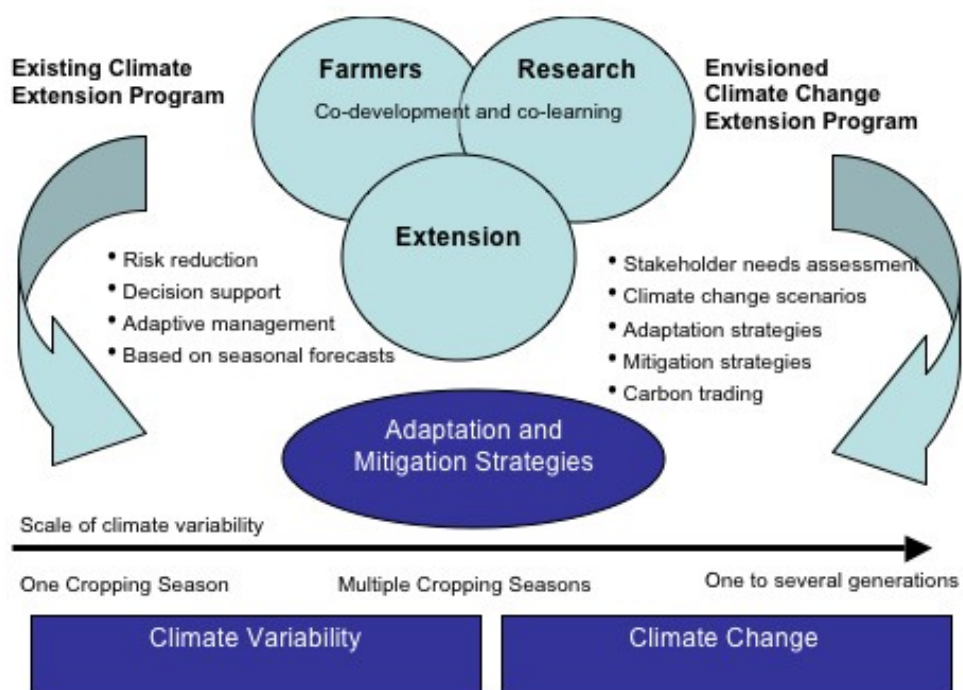 Existing Climate
Extension Program
Farmers
Research
Co-development and co-learning
Envisioned
Climate Change
Extension Program
Extension
• Risk reduction
• Decision support
• Adaptive management
• Based on seasonal forecasts
• Stakeholder needs assessment
• Climate change scenarios
• Adaptation strategies
• Mitigation strategies
• Carbon trading
Adaptation and
Mitigation Strategies
Scale of climate variability
One Cropping Season
Multiple Cropping Seasons
One to several generations
Climate Variability
Climate Change